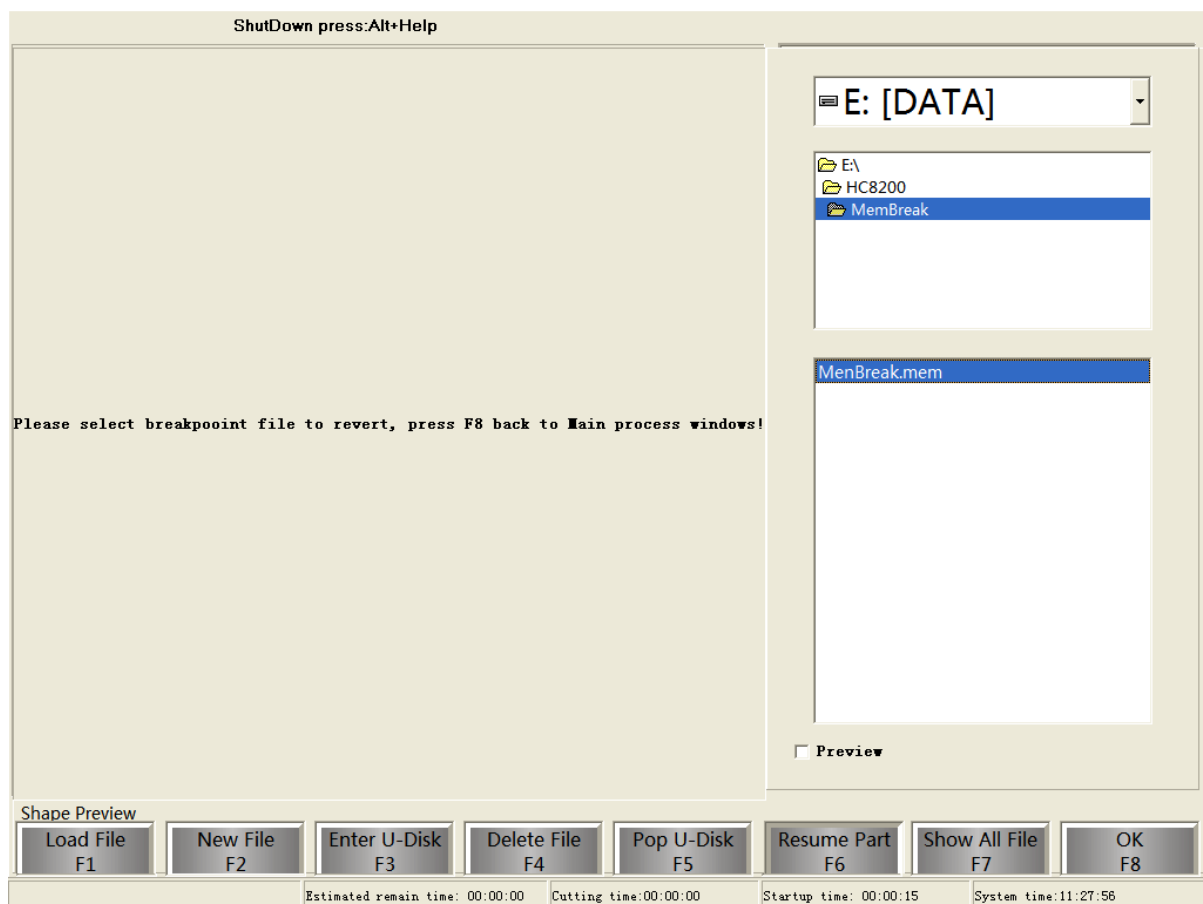 ShutDown press:Alt+Help
E: [DATA]
E:\
HC8200
MemBreak
MenBreak.mem
Please select breakpooint file to revert, press F8 back to Main process windows!
Preview
Shape Preview
Load File
F1
New File
F2
Enter U-Disk
F3
Delete File
F4
Pop U-Disk
F5
Resume Part
F6
Show All File
F7
OK
F8
Estimated remain time: 00:00:00
Cutting time:00:00:00
Startup time: 00:00:15
System time:11:27:56